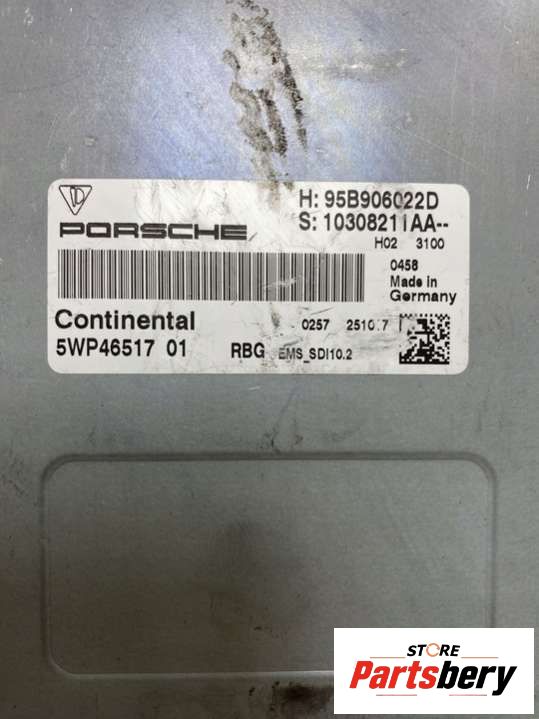 H: 95B906022D
PORSCHE
S: 10308211AA--
H02 3100
0458
Made in
Germany
Continental
0257 2510.7
5WP46517 01 RBG EMS_SDI10.2
STORE
Partsbery